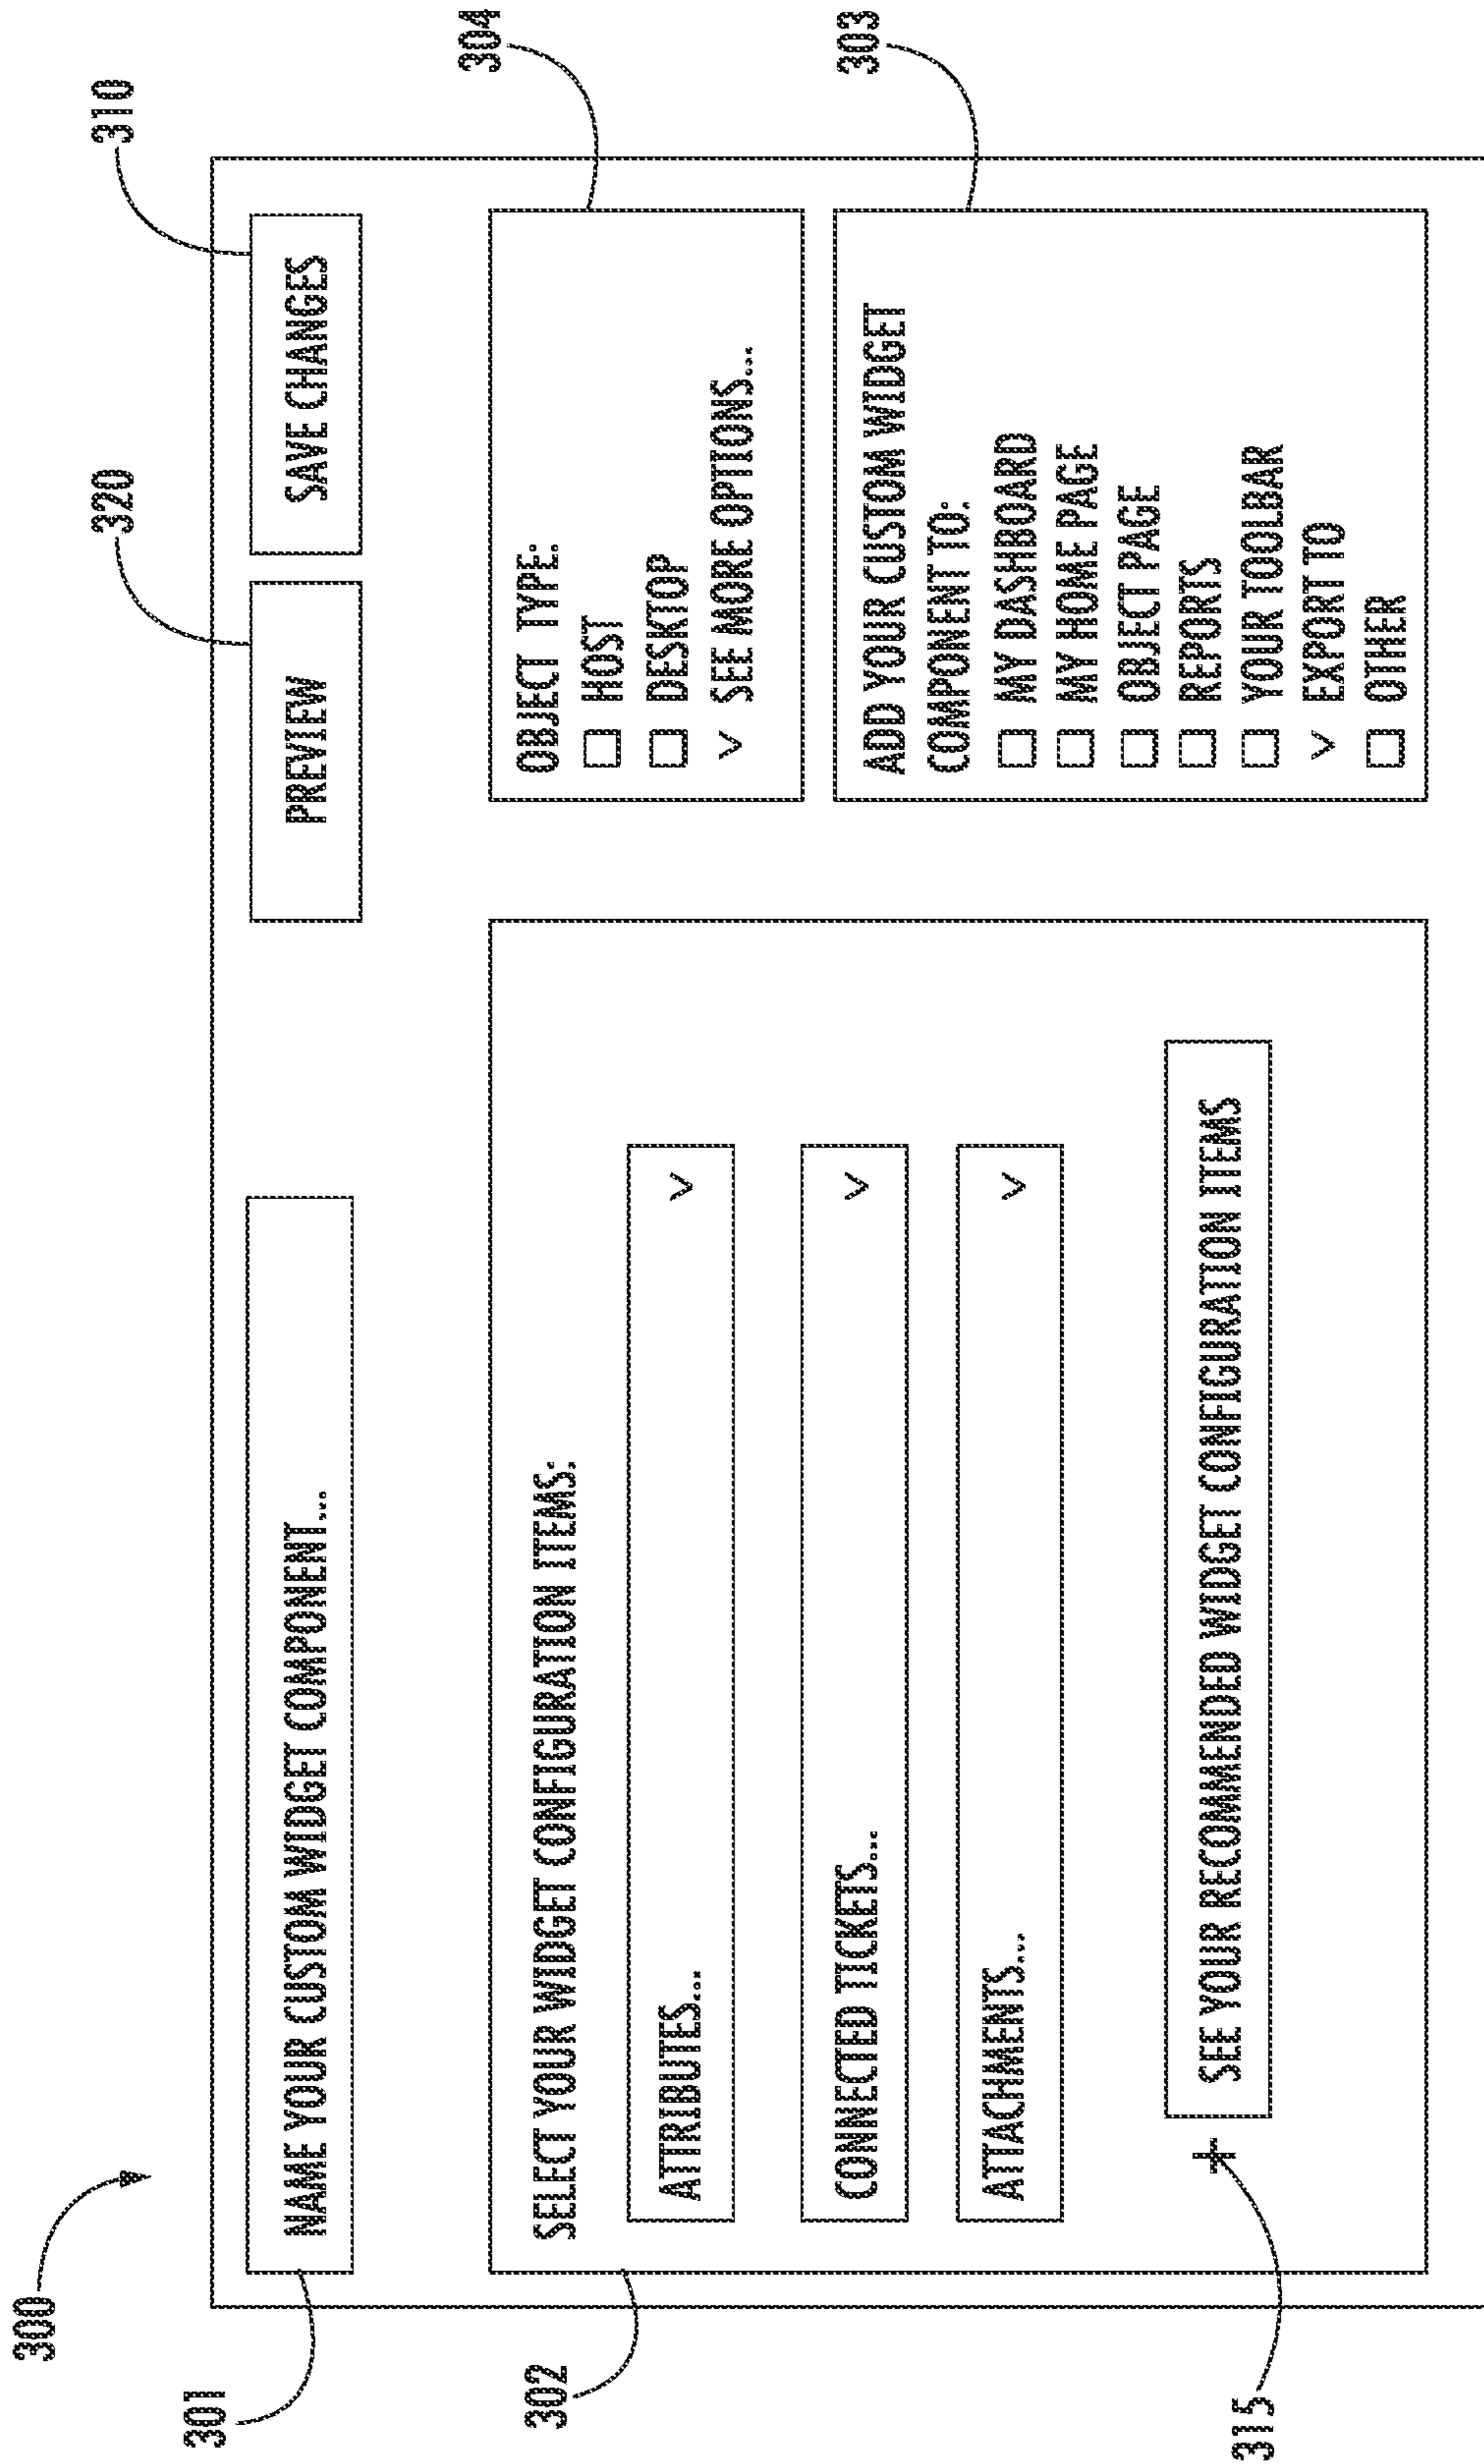 300
320
310
301
NAME YOUR CUSTOM WIDGET COMPONENT...
PREVIEW
SAVE CHANGES
302
SELECT YOUR WIDGET CONFIGURATION ITEMS:
ATTRIBUTES... V
CONNECTED TICKETS... V
ATTACHMENTS... V
+ SEE YOUR RECOMMENDED WIDGET CONFIGURATION ITEMS
315
304
OBJECT TYPE:
HOST
DESKTOP
V SEE MORE OPTIONS...
303
ADD YOUR CUSTOM WIDGET
COMPONENT TO:
MY DASHBOARD
MY HOME PAGE
OBJECT PAGE
REPORTS
YOUR TOOLBAR
V EXPORT TO
OTHER